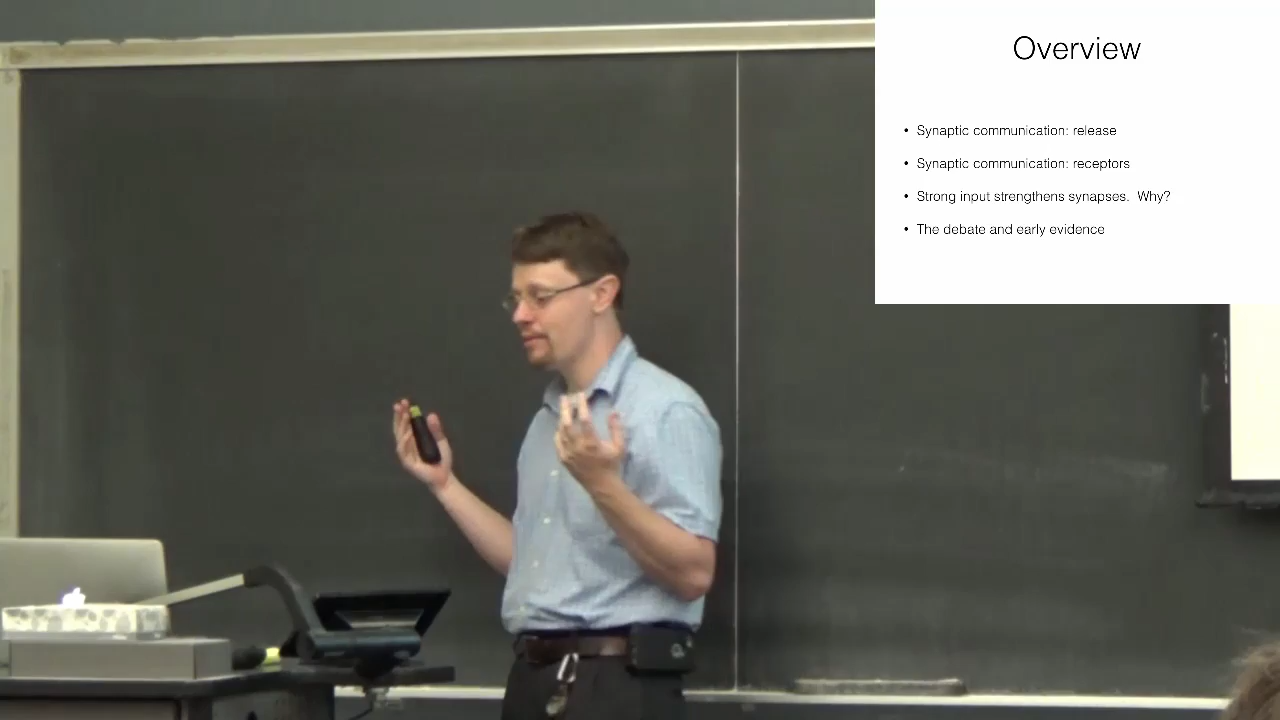 Overview
• Synaptic communication: release
• Synaptic communication: receptors
• Strong input strengthens synapses. Why?
• The debate and early evidence